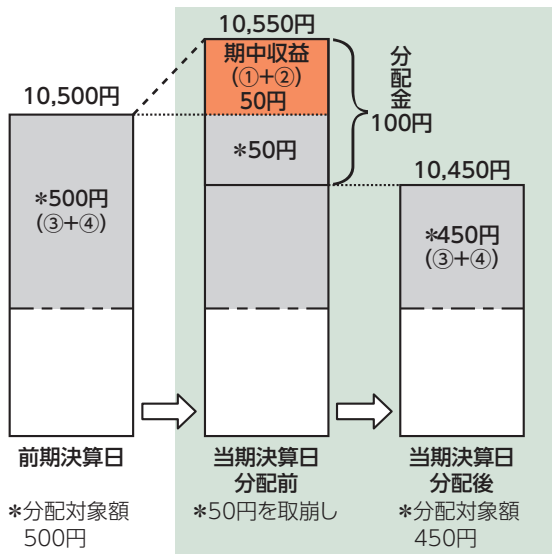 10,550円
期中収益
(①+②)
50円
分配金
100円
10,500円
*50円
10,450円
*500円
(③+④)
*450円
(③+④)
前期決算日
当期決算日
分配前
当期決算日
分配後
*分配対象額
500円
*50円を取崩し
*分配対象額
450円